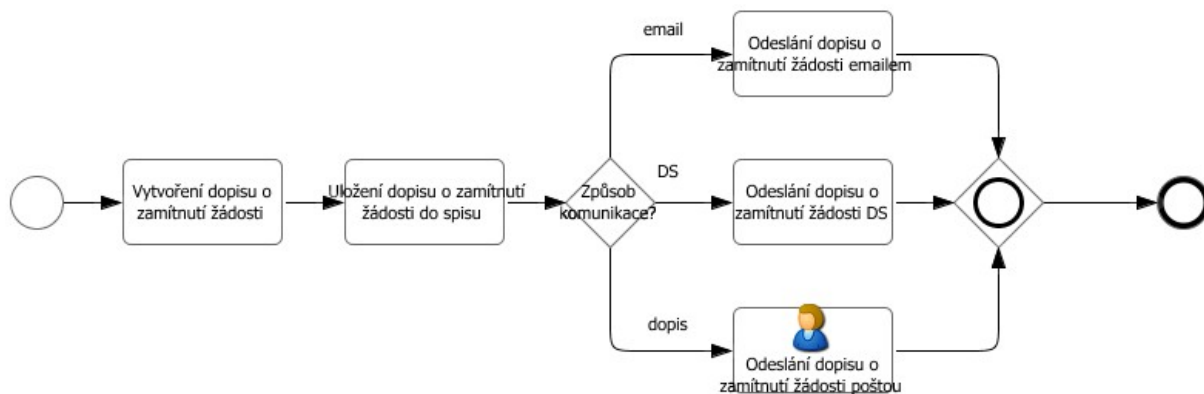 email
Odeslání dopisu o
zamítnutí žádosti emailem
Vytvoření dopisu o
zamítnutí žádosti
Uložení dopisu o zamítnutí
žádosti do spisu
Způsob
komunikace?
DS
Odeslání dopisu o
zamítnutí žádosti DS
dopis
Odeslání dopisu o
zamítnutí žádosti poštou